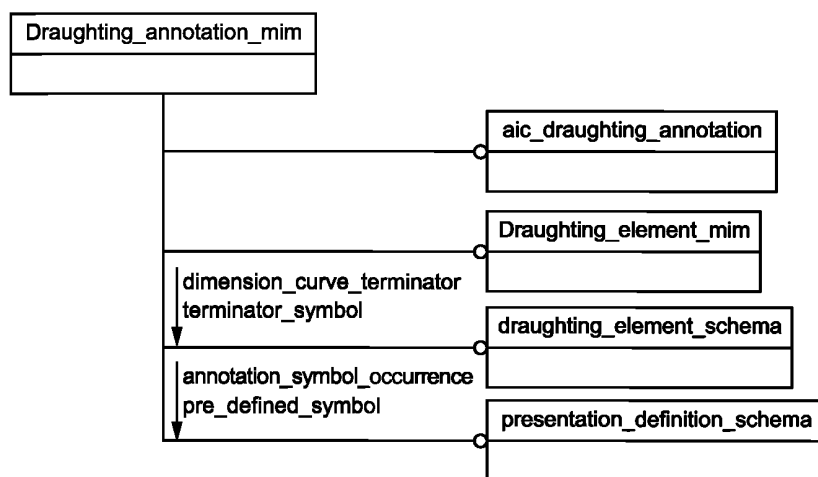 Draughting_annotation_mim
aic_draughting_annotation
Draughting_element_mim
dimension_curve_terminator
terminator_symbol
draughting_element_schema
annotation_symbol_occurrence
pre_defined_symbol
presentation_definition_schema